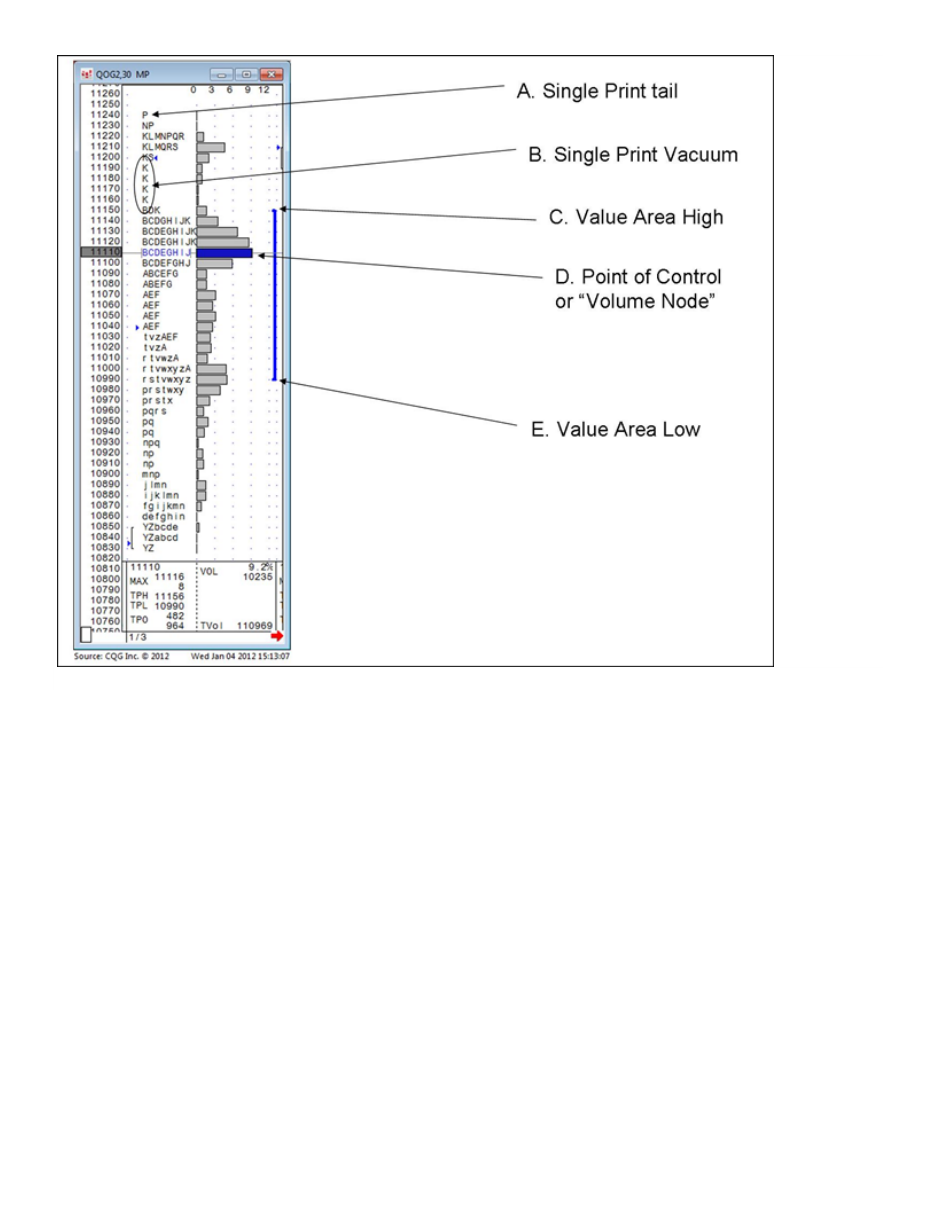 QOG2,30 MP
0 3 6 9 12
11260
11250
11240 P
11230 NP
11220 KLMNPQR
11210 KLMQRS
11200 KS
11190 K
11180 K
11170 K
11160 K
11150 BDK
11140 BCDGHIJK
11130 BCDEGHIJK
11120 BCDEGHIJK
11110 BCDEGHIJ
11100 BCDEFGHJ
11090 ABCEFG
11080 ABEFG
11070 AEF
11060 AEF
11050 AEF
11040 AEF
11030 tvzAEF
11020 tvzA
11010 rtvwzA
11000 rtvwxyzA
10990 rstvwxyz
10980 prstwxy
10970 prstx
10960 pqrs
10950 pq
10940 pq
10930 npq
10920 np
10910 np
10900 mnp
10890 jlmn
10880 ijklmn
10870 fgijkmn
10860 defghin
10850 YZbcde
10840 YZabcd
10830 YZ
10820
10810
10800
10790
10780
10770
10760
11110 VOL 9.2%
MAX 11116 10235
8
TPH 11156
TPL 10990
TPO 482
964 TVol 110969
1/3
Source: CQG Inc. © 2012 Wed Jan 04 2012 15:13:07
A. Single Print tail
B. Single Print Vacuum
C. Value Area High
D. Point of Control
or “Volume Node”
E. Value Area Low